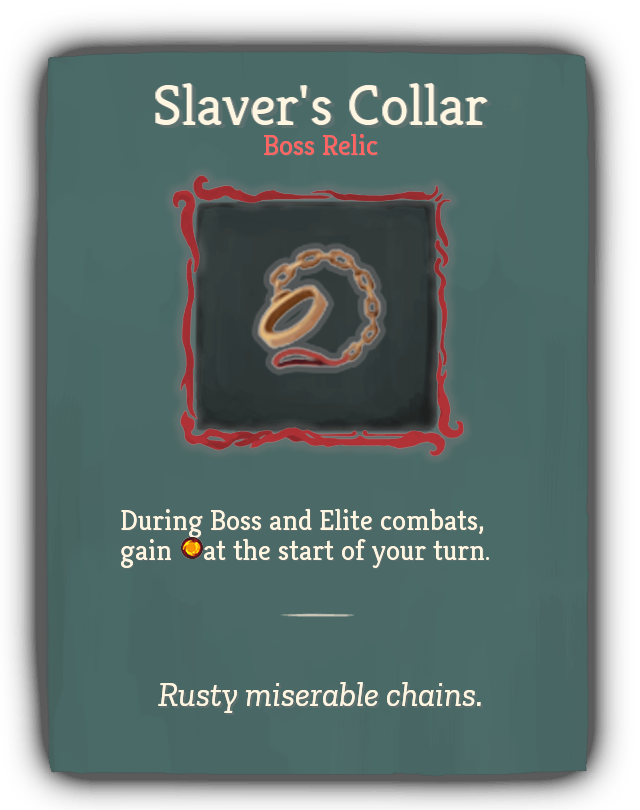 Slaver's Collar
Boss Relic
During Boss and Elite combats,
gain at the start of your turn.
Rusty miserable chains.